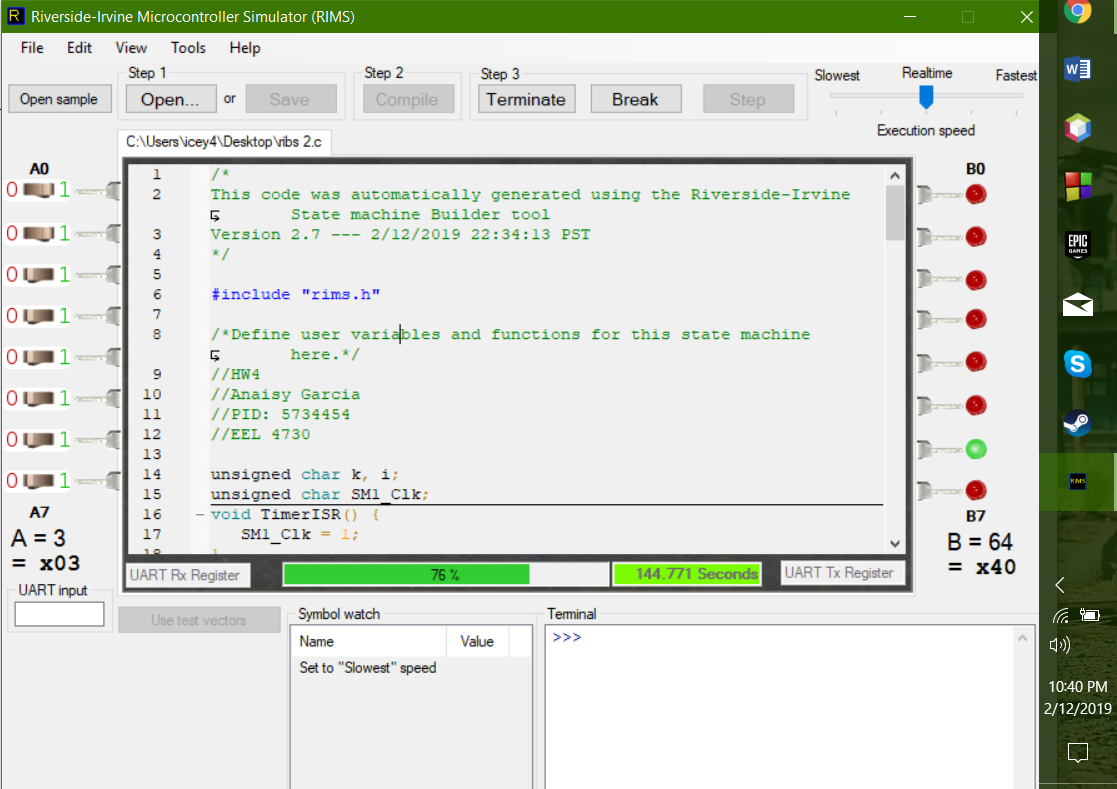 Riverside-Irvine Microcontroller Simulator (RIMS)
File Edit View Tools Help
Step 1 Step 2 Step 3
Open sample Open... or Save Compile Terminate Break Step
Slowest Realtime Fastest
Execution speed
C:\Users\icey4\Desktop\ribs 2.c
A0
0 1
0 1
0 1
0 1
0 1
0 1
0 1
0 1
A7
A = 3
= x03
UART input
1 /*
2 This code was automatically generated using the Riverside-Irvine
State machine Builder tool
3 Version 2.7 --- 2/12/2019 22:34:13 PST
4 */
5
6 #include "rims.h"
7
8 /*Define user variables and functions for this state machine
here.*/
9 //HW4
10 //Anaisy Garcia
11 //PID: 5734454
12 //EEL 4730
13
14 unsigned char k, i;
15 unsigned char SM1_Clk;
16 void TimerISR() {
17 SM1_Clk = 1;
18 }
B0
B7
B = 64
= x40
UART Rx Register 76 % 144.771 Seconds UART Tx Register
Use test vectors
Symbol watch
Name Value
Set to "Slowest" speed
Terminal
>>>
W
EPIC
GAMES
S
RIMS
10:40 PM
2/12/2019